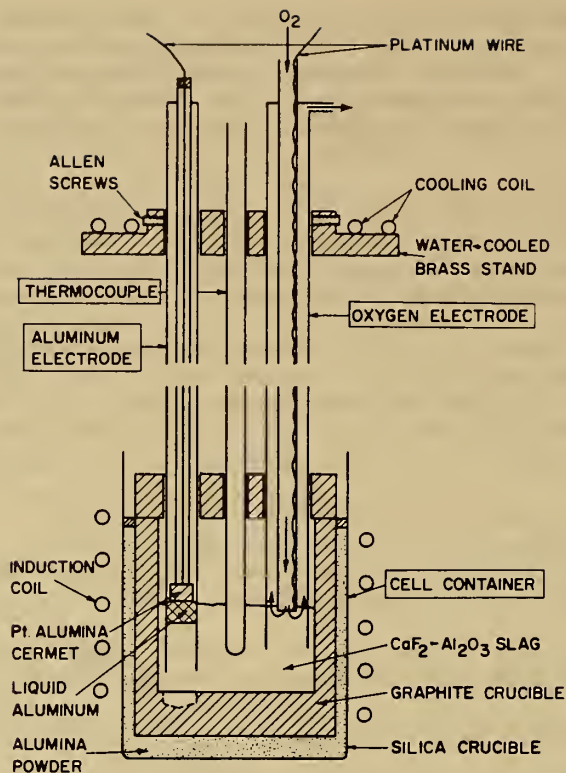 O2
PLATINUM WIRE
ALLEN
SCREWS
COOLING COIL
WATER-COOLED
BRASS STAND
THERMOCOUPLE
OXYGEN ELECTRODE
ALUMINUM
ELECTRODE
INDUCTION
COIL
CELL CONTAINER
Pt. ALUMINA
CERMET
CaF2-Al2O3 SLAG
LIQUID
ALUMINUM
GRAPHITE CRUCIBLE
ALUMINA
POWDER
SILICA CRUCIBLE